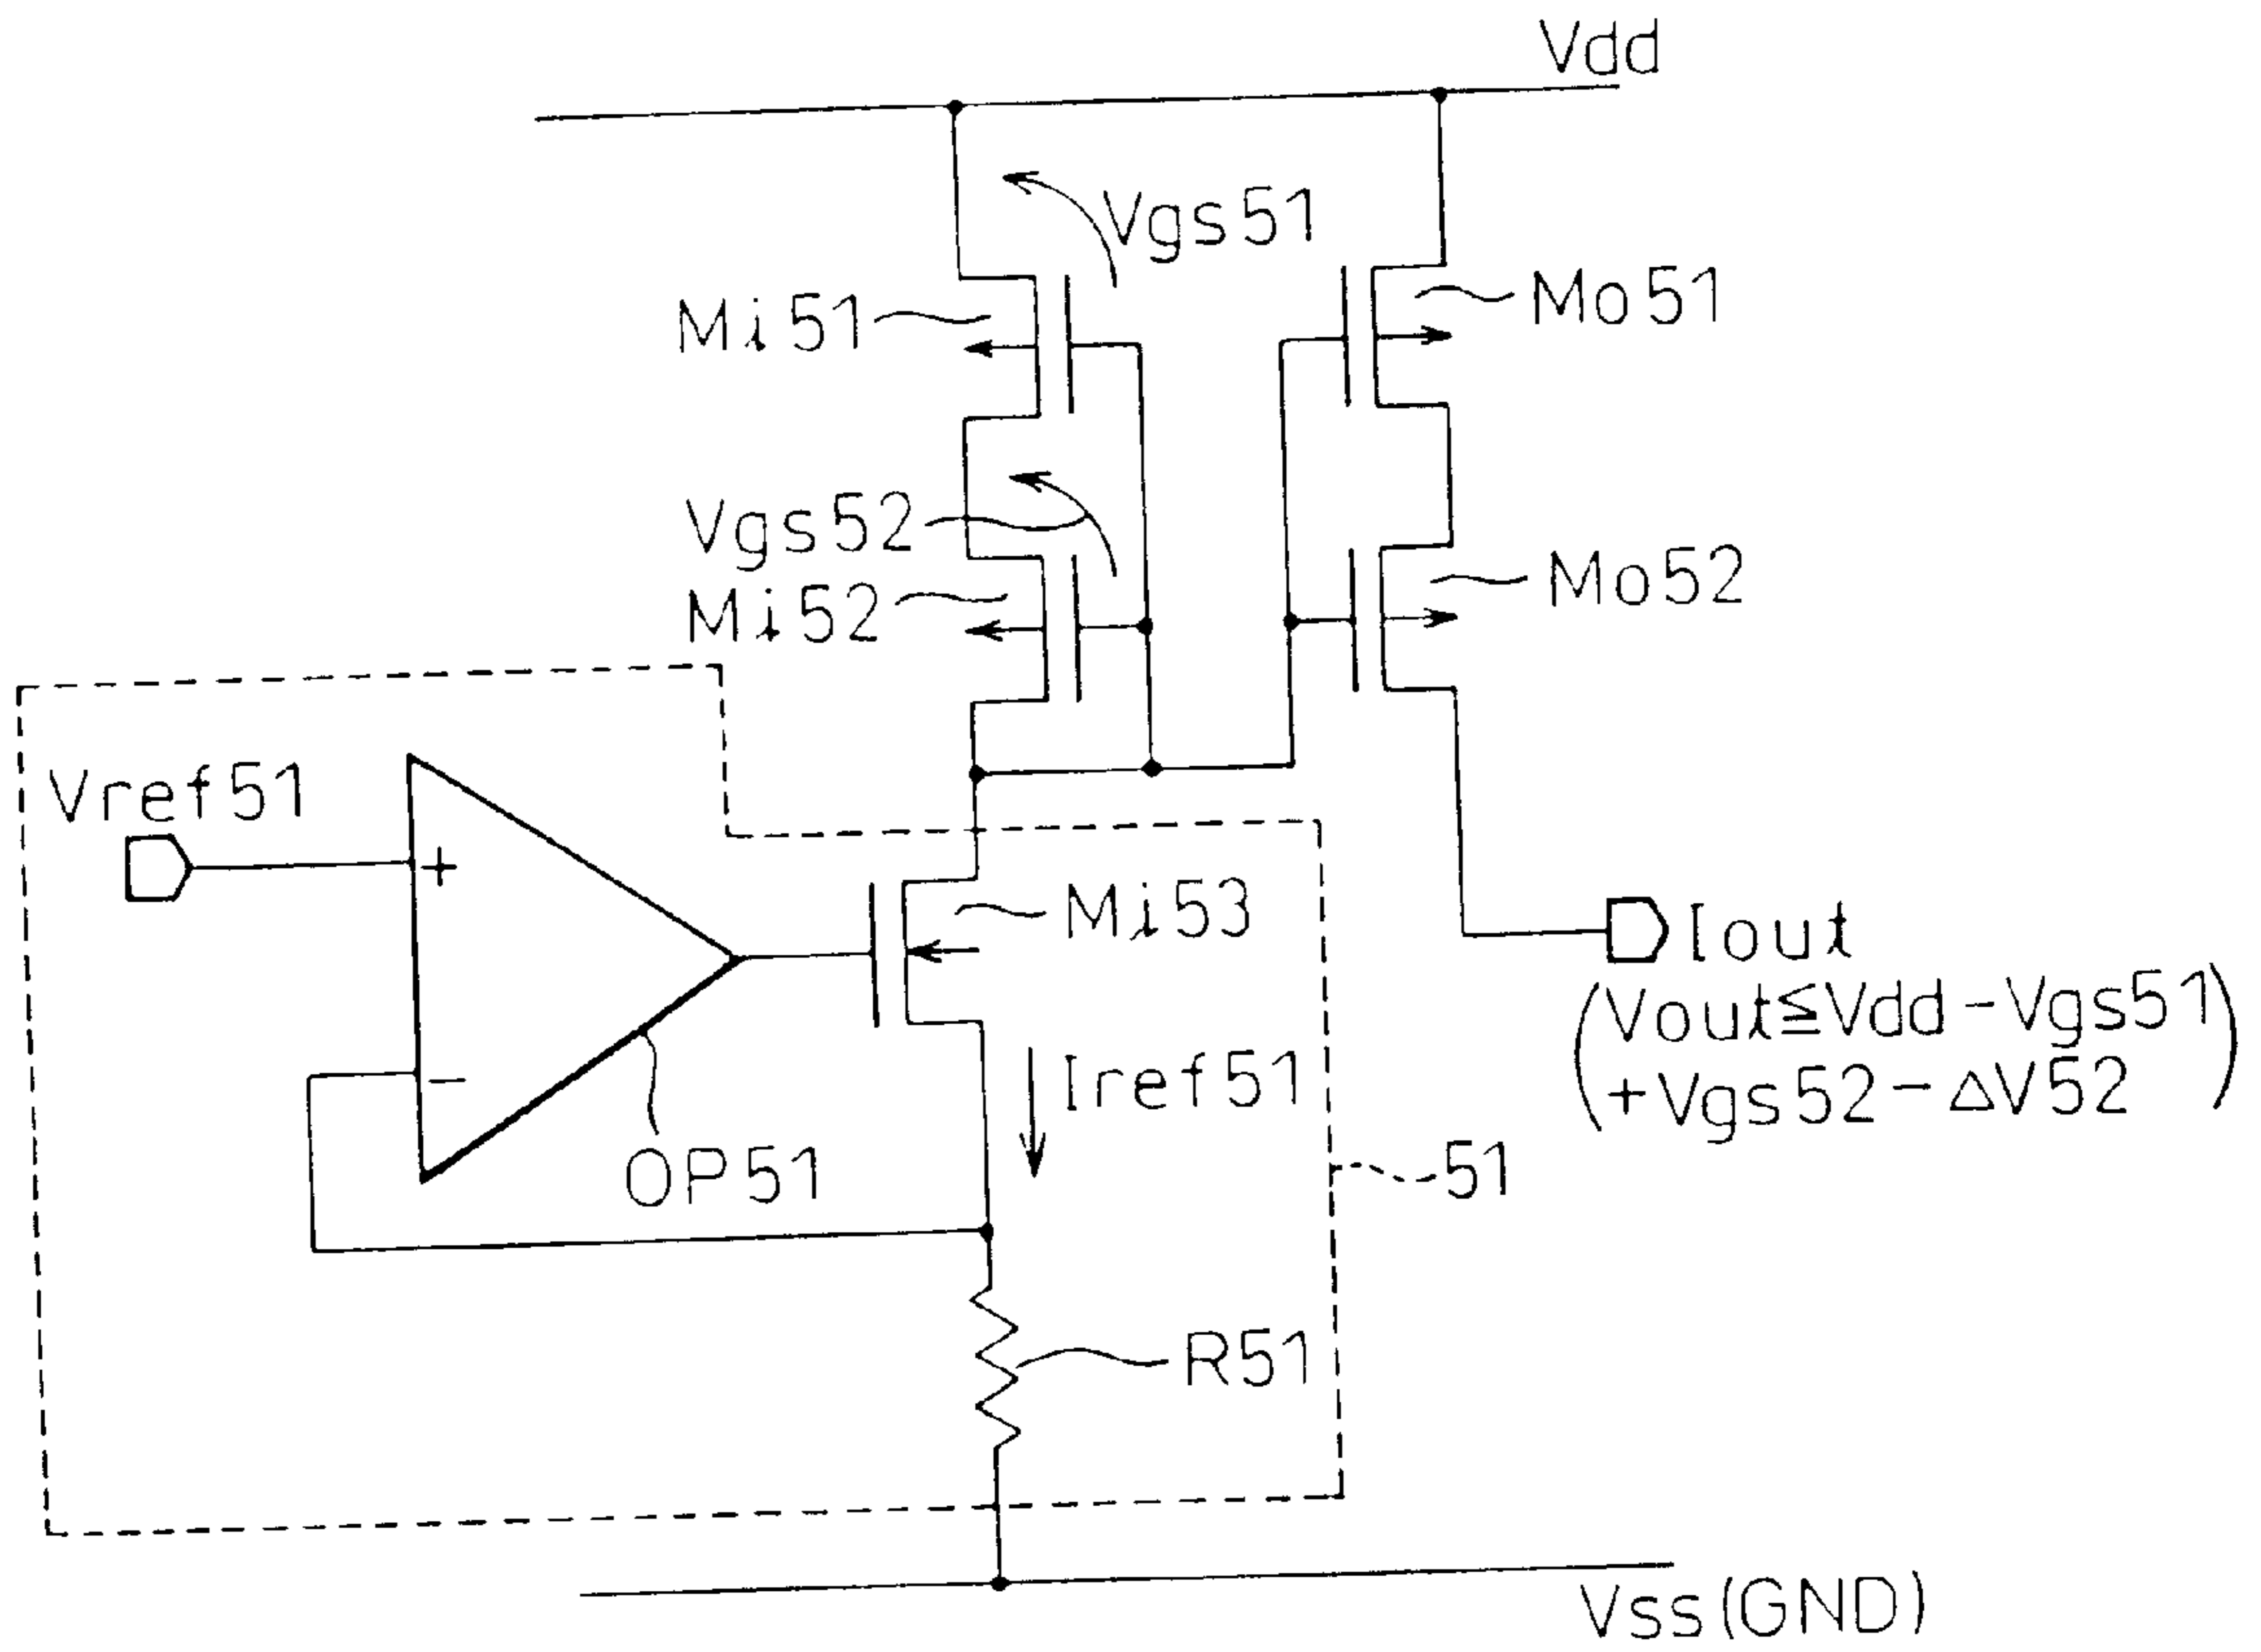 Vdd
Vgs51
Mi51
Mo51
Vgs52
Mi52
Mo52
Vref51
+
Mi53
Iout
(Vout≦Vdd-Vgs51
+Vgs52-△V52)
−
Iref51
OP51
51
R51
Vss(GND)